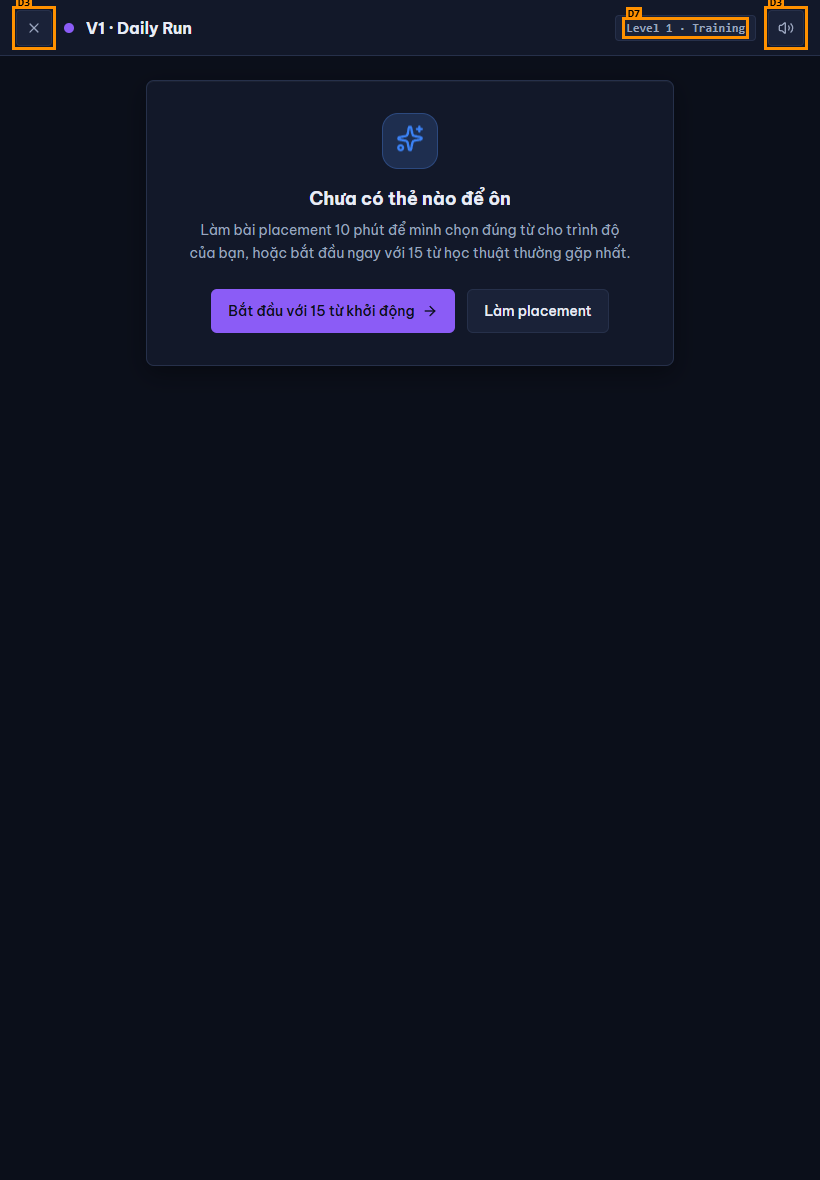 D3
D7
D3
V1 · Daily Run
Level 1 · Training
Chưa có thẻ nào để ôn
Làm bài placement 10 phút để mình chọn đúng từ cho trình độ
của bạn, hoặc bắt đầu ngay với 15 từ học thuật thường gặp nhất.
Bắt đầu với 15 từ khởi động →
Làm placement